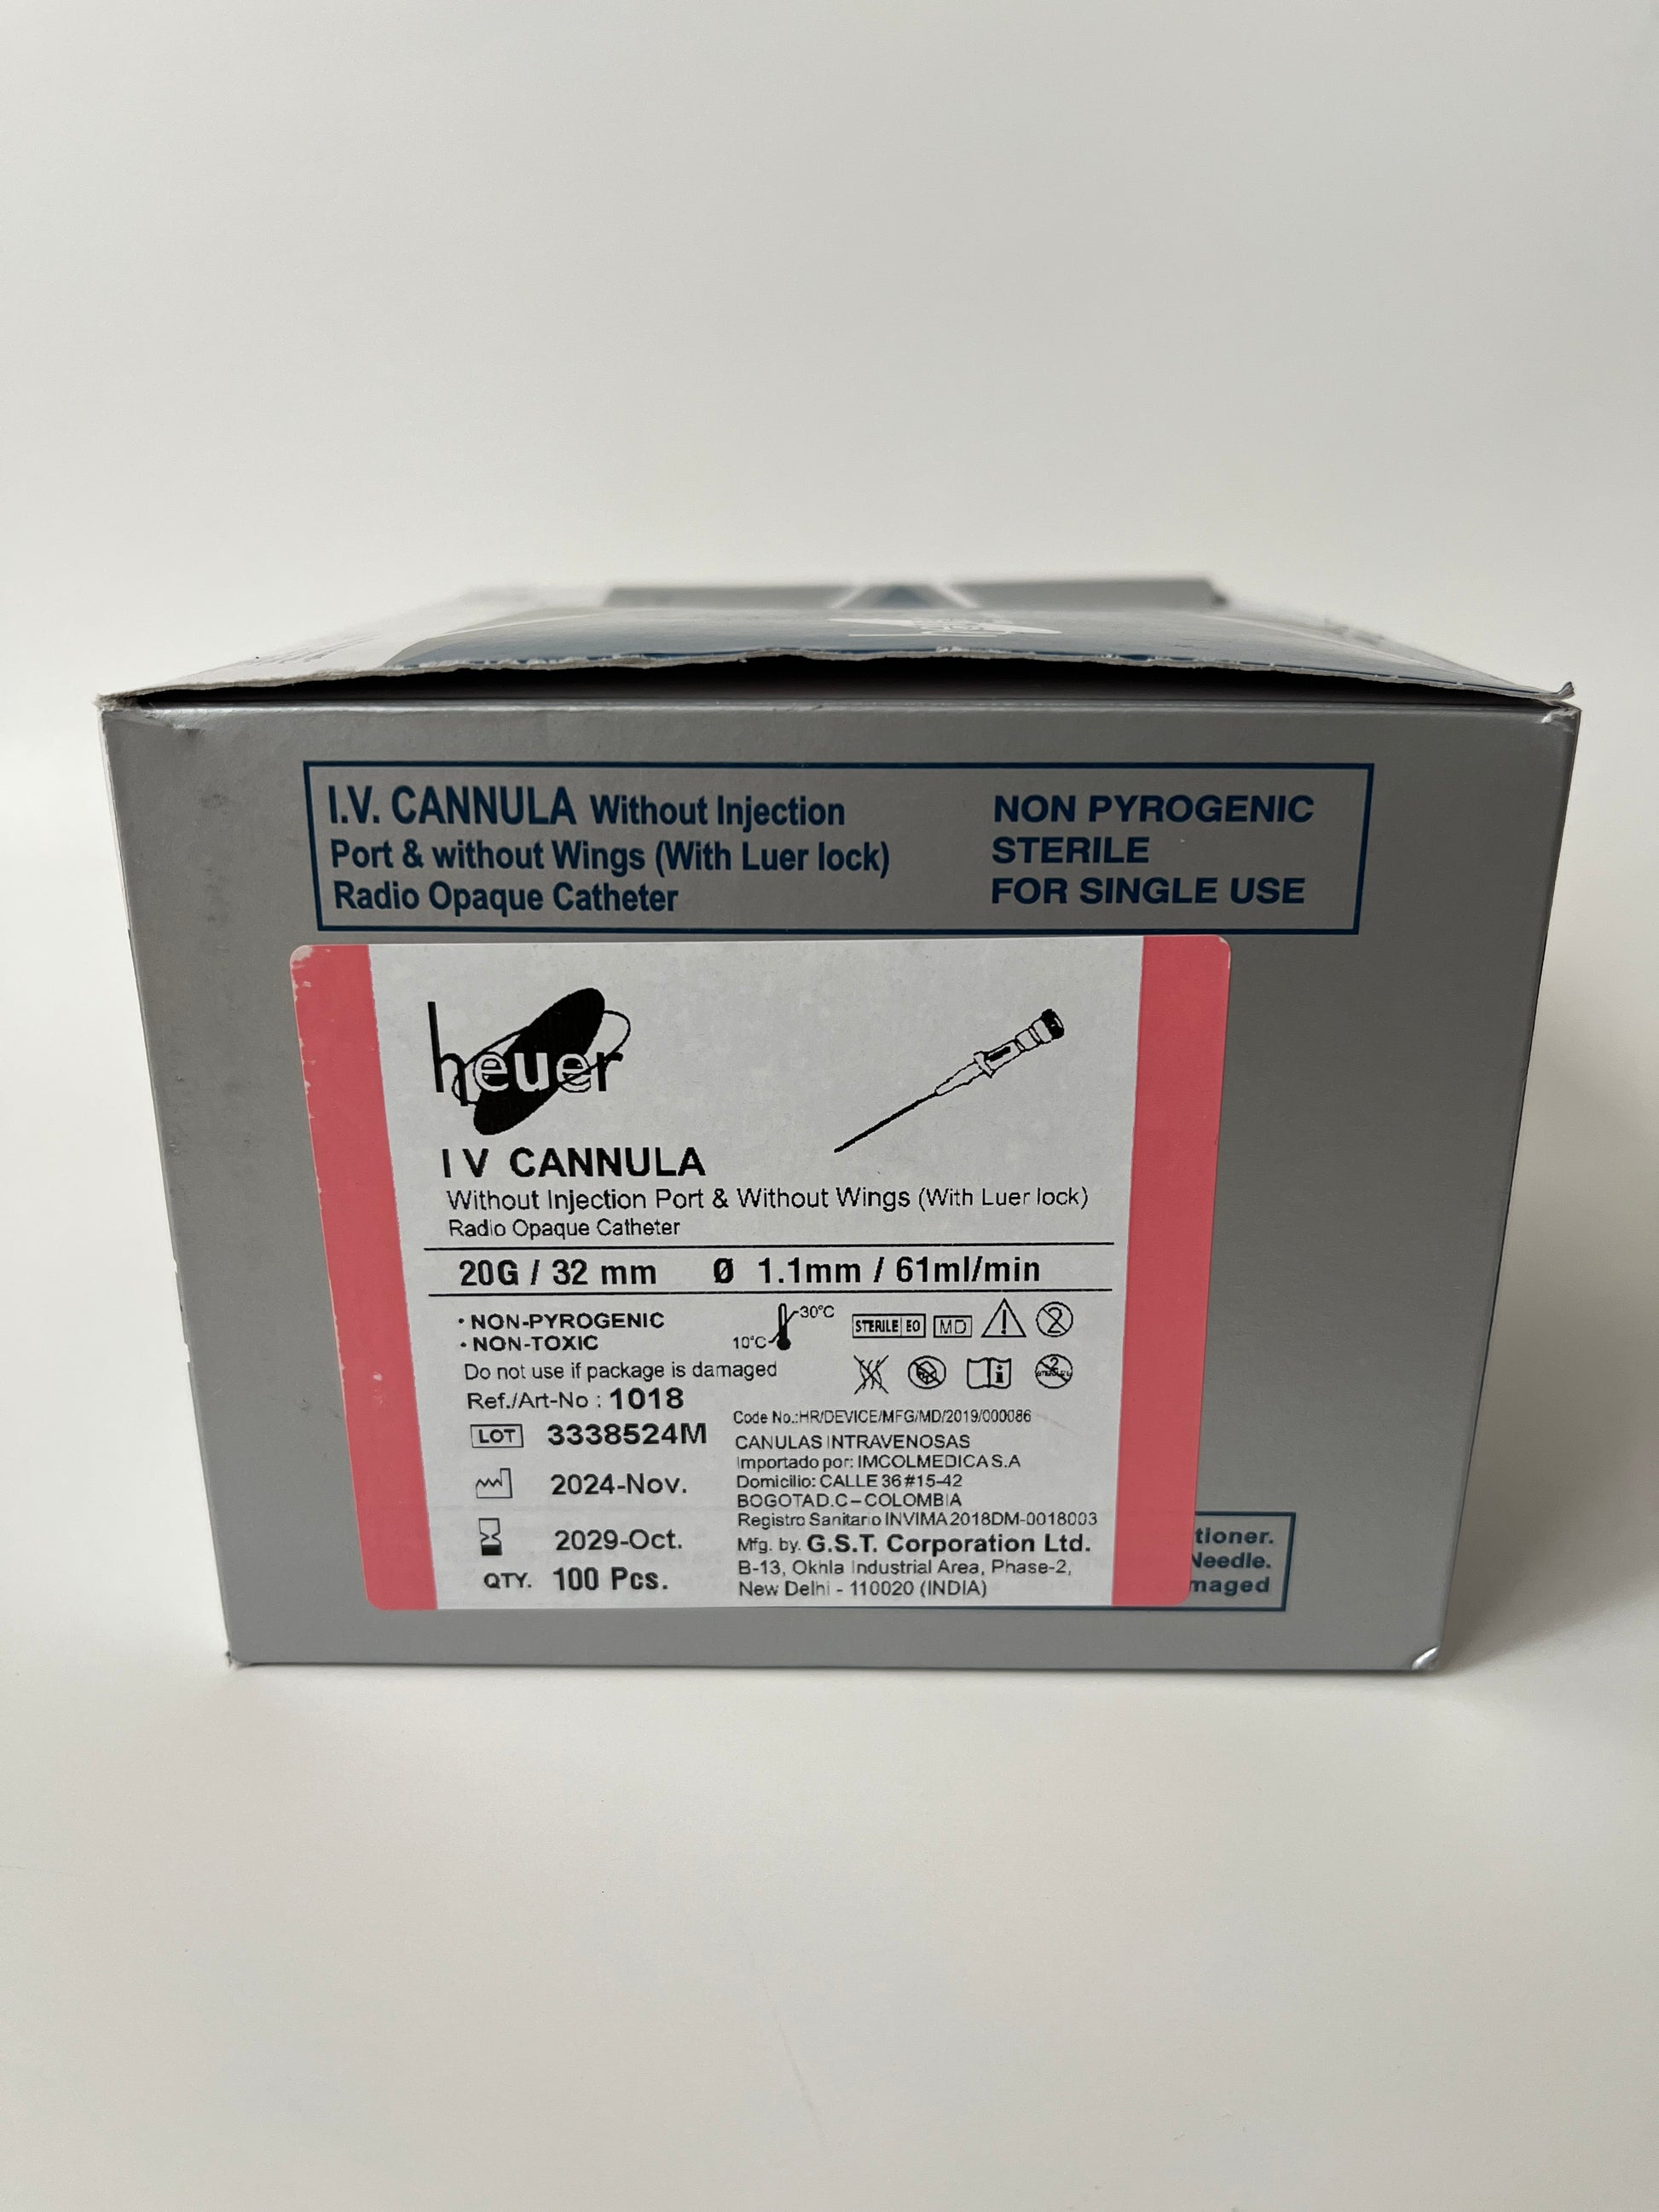 I.V. CANNULA Without Injection
Port & without Wings (With Luer lock)
Radio Opaque Catheter
NON PYROGENIC
STERILE
FOR SINGLE USE
heuer
I V CANNULA
Without Injection Port & Without Wings (With Luer lock)
Radio Opaque Catheter
20G / 32 mm Ø 1.1mm / 61ml/min
• NON-PYROGENIC
• NON-TOXIC
Do not use if package is damaged
Ref./Art-No : 1018
LOT 3338524M
2024-Nov.
2029-Oct.
QTY. 100 Pcs.
30°C
10°C
STERILE EO MD 2
i 2
Code No.:HR/DEVICE/MFG/MD/2019/000086
CANULAS INTRAVENOSAS
Importado por: IMCOLMEDICA S.A
Domicilio: CALLE 36 #15-42
BOGOTA D.C – COLOMBIA
Registro Sanitario INVIMA 2018DM-0018003
Mfg. by. G.S.T. Corporation Ltd.
B-13, Okhla Industrial Area, Phase-2,
New Delhi - 110020 (INDIA)
tioner.
Needle.
maged